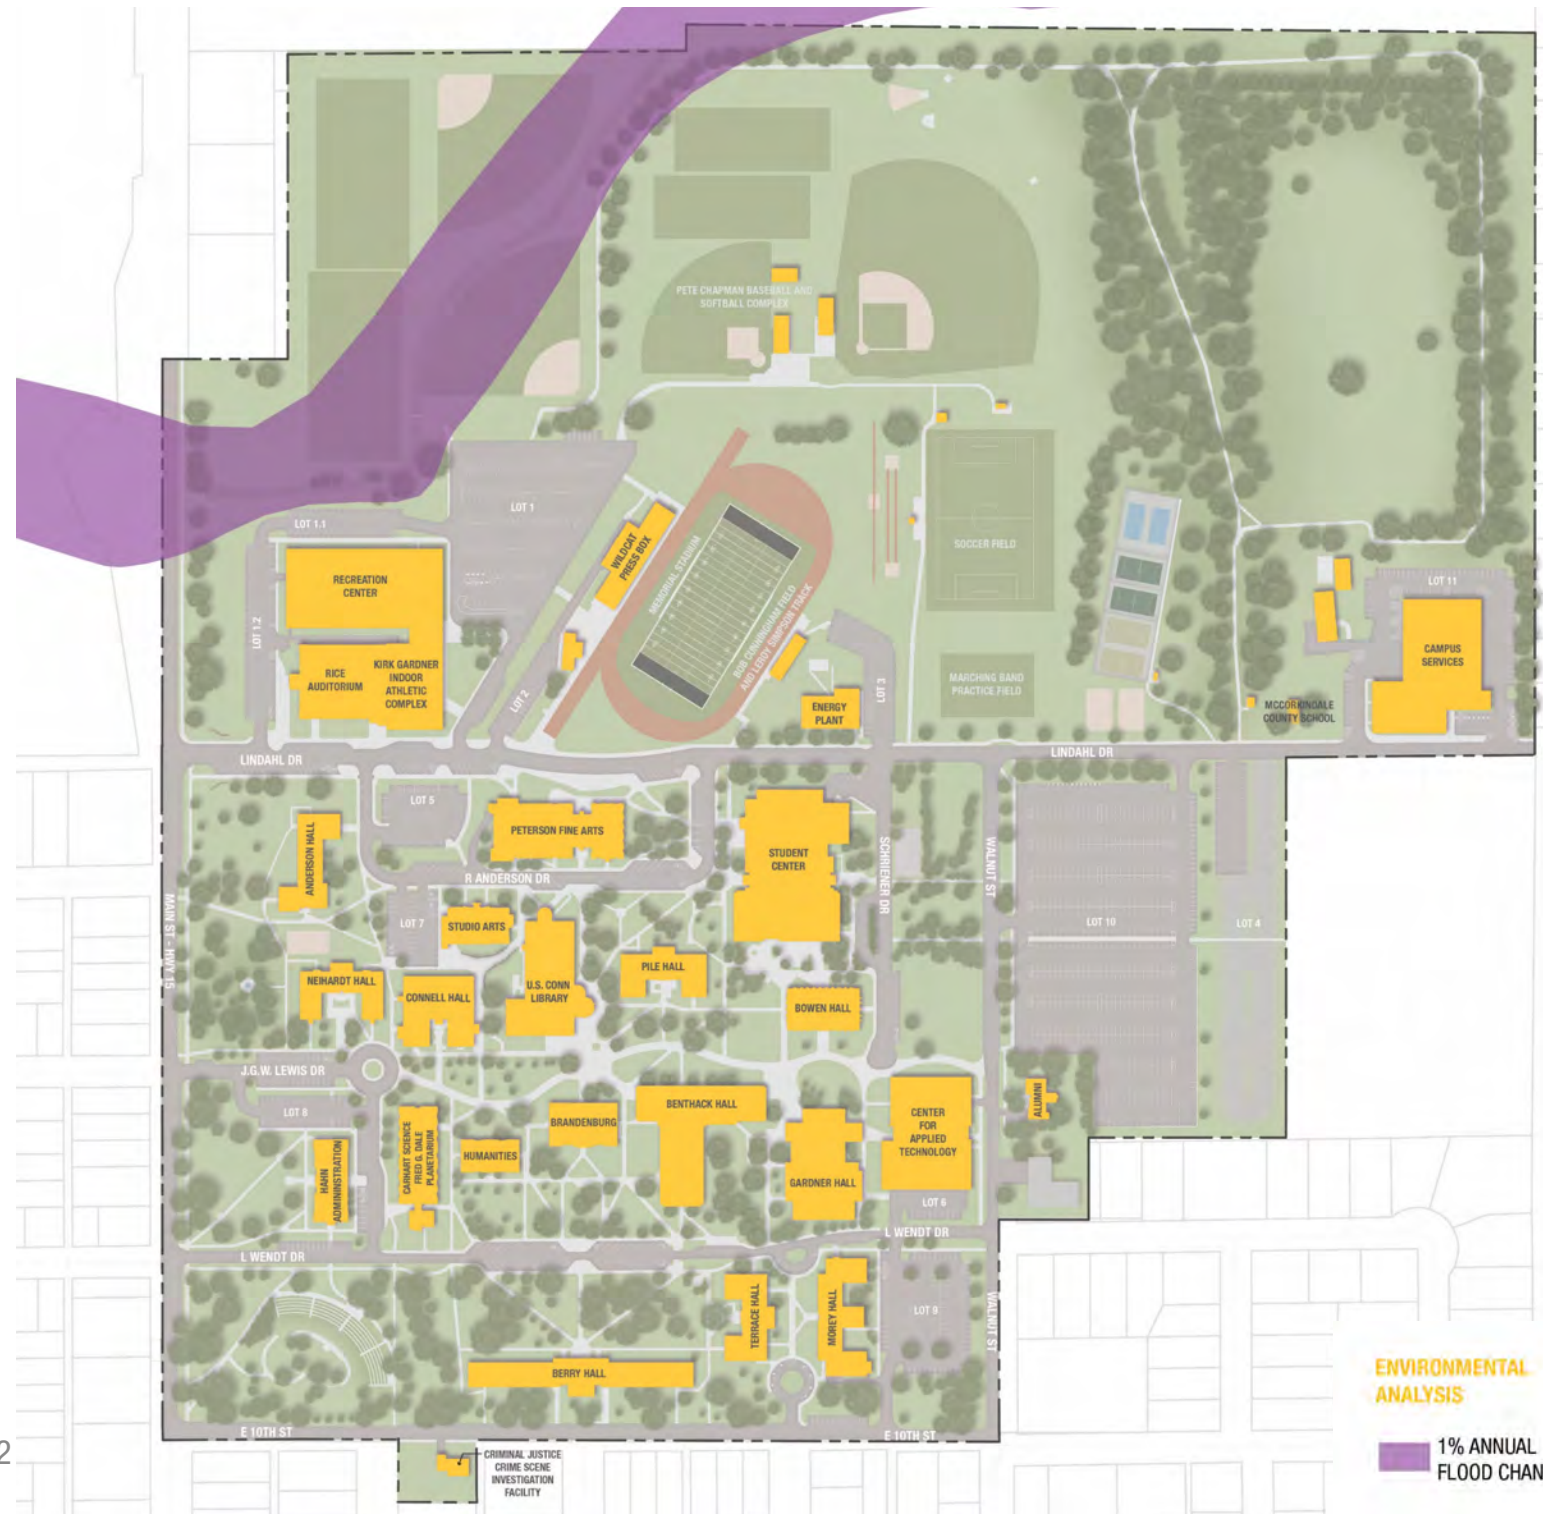 PETE CHAPMAN BASEBALL AND
SOFTBALL COMPLEX
LOT 1
LOT 1.1
WILDCAT
PRESS BOX
MEMORIAL STADIUM
SOCCER FIELD
RECREATION
CENTER
LOT 11
BOB CUNNINGHAM FIELD
AND LEROY SIMPSON TRACK
LOT 1.2
RICE
AUDITORIUM
KIRK GARDNER
INDOOR
ATHLETIC
COMPLEX
CAMPUS
SERVICES
MARCHING BAND
PRACTICE FIELD
LOT 2
LOT 3
ENERGY
PLANT
MCCORKINDALE
COUNTY SCHOOL
LINDAHL DR
LINDAHL DR
LOT 5
PETERSON FINE ARTS
ANDERSON HALL
STUDENT
CENTER
SCHRIENER DR
WALNUT ST
R ANDERSON DR
MAIN ST - HWY 15
LOT 7
STUDIO ARTS
LOT 10
LOT 4
NEIHARDT HALL
CONNELL HALL
U.S. CONN
LIBRARY
PILE HALL
BOWEN HALL
J.G.W. LEWIS DR
LOT 8
BENTHACK HALL
ALUMNI
BRANDENBURG
CENTER
FOR
APPLIED
TECHNOLOGY
CARHART SCIENCE
FRED G. DALE
PLANETARIUM
HUMANITIES
HAHN
ADMININSTRATION
GARDNER HALL
LOT 6
L WENDT DR
L WENDT DR
TERRACE HALL
MOREY HALL
LOT 9
WALNUT ST
BERRY HALL
E 10TH ST
E 10TH ST
CRIMINAL JUSTICE
CRIME SCENE
INVESTIGATION
FACILITY
ENVIRONMENTAL
ANALYSIS
1% ANNUAL
FLOOD CHAN
2